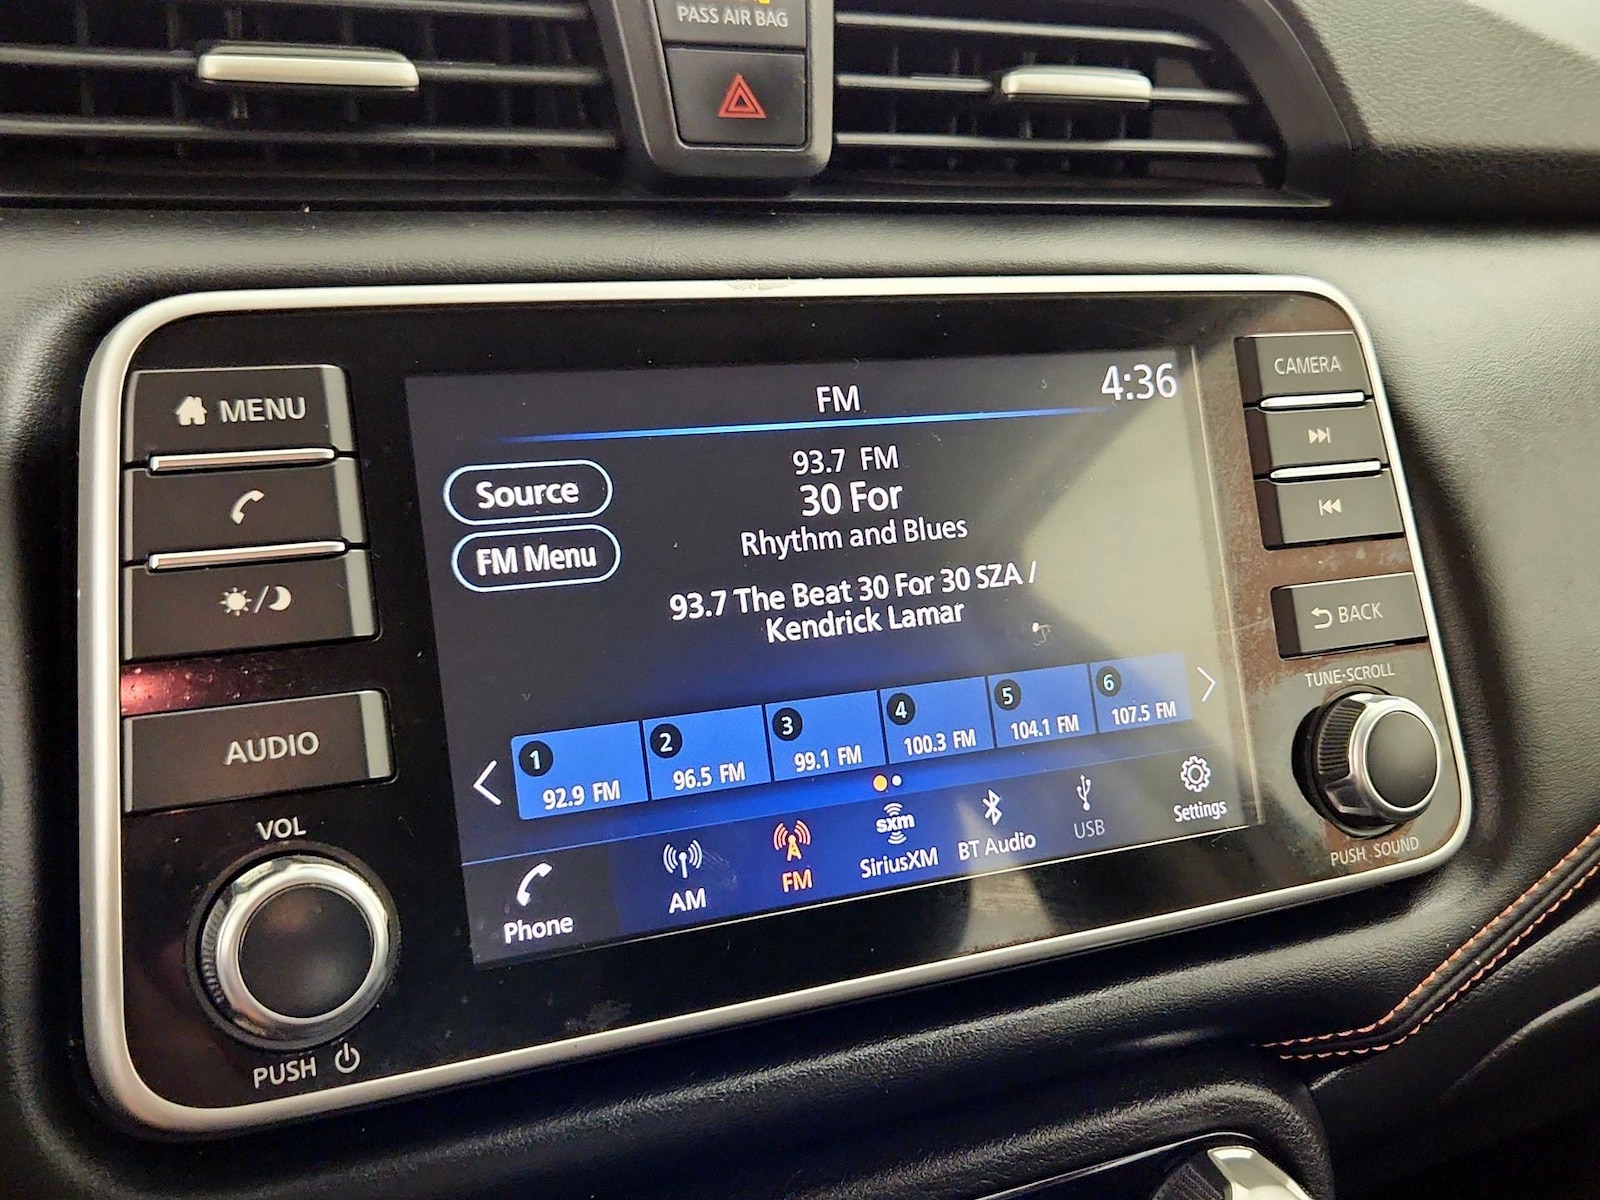 PASS AIR BAG
MENU
AUDIO
VOL
PUSH
FM
4:36
Source
FM Menu
93.7 FM
30 For
Rhythm and Blues
93.7 The Beat 30 For 30 SZA /
Kendrick Lamar
1
92.9 FM
2
96.5 FM
3
99.1 FM
4
100.3 FM
5
104.1 FM
6
107.5 FM
Phone
AM
FM
sxm
SiriusXM
BT Audio
USB
Settings
CAMERA
BACK
TUNE·SCROLL
PUSH SOUND